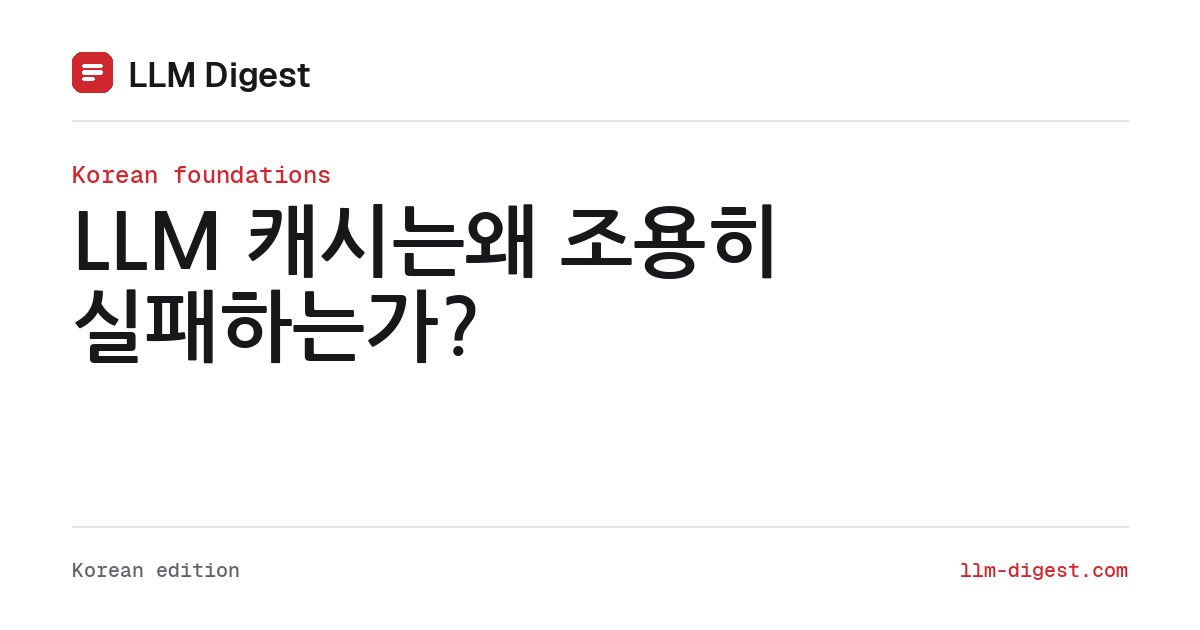 LLM Digest
Korean foundations
LLM 캐시는왜 조용히
실패하는가?
Korean edition
llm-digest.com